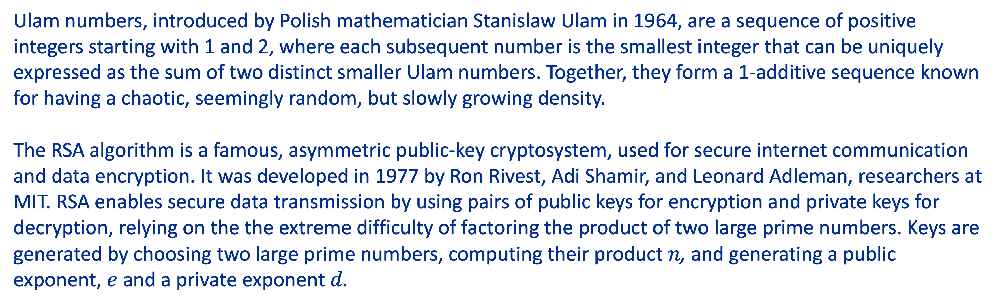 Ulam numbers, introduced by Polish mathematician Stanislaw Ulam in 1964, are a sequence of positive
integers starting with 1 and 2, where each subsequent number is the smallest integer that can be uniquely
expressed as the sum of two distinct smaller Ulam numbers. Together, they form a 1-additive sequence known
for having a chaotic, seemingly random, but slowly growing density.
The RSA algorithm is a famous, asymmetric public-key cryptosystem, used for secure internet communication
and data encryption. It was developed in 1977 by Ron Rivest, Adi Shamir, and Leonard Adleman, researchers at
MIT. RSA enables secure data transmission by using pairs of public keys for encryption and private keys for
decryption, relying on the the extreme difficulty of factoring the product of two large prime numbers. Keys are
generated by choosing two large prime numbers, computing their product n, and generating a public
exponent, e and a private exponent d.